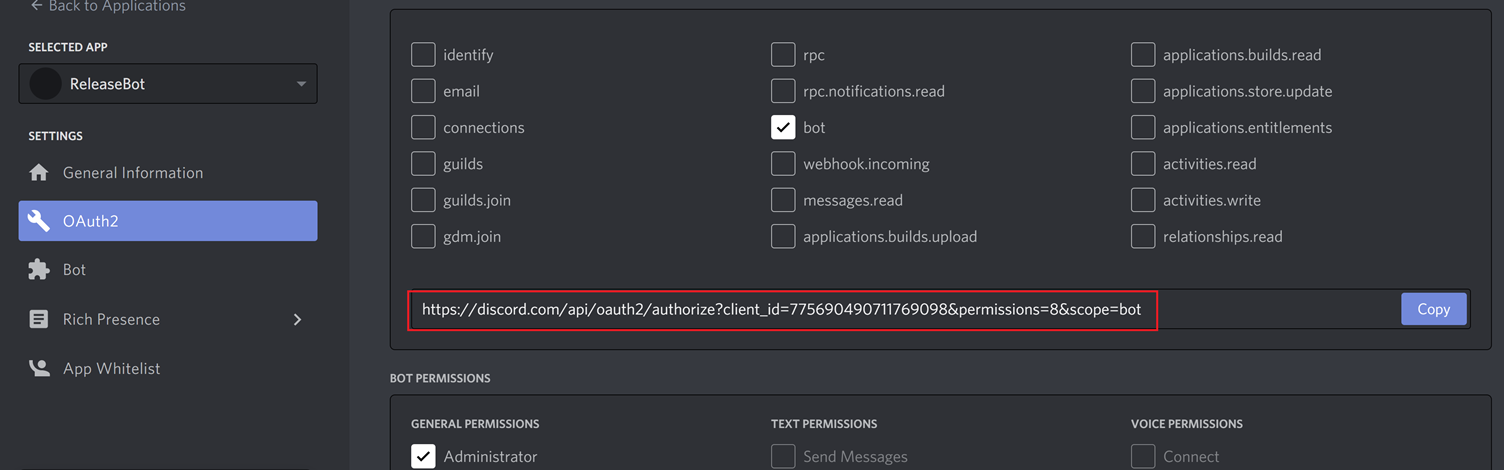 Back to Applications
SELECTED APP
ReleaseBot
SETTINGS
General Information
OAuth2
Bot
Rich Presence
App Whitelist
identify
rpc
applications.builds.read
email
rpc.notifications.read
applications.store.update
connections
bot
applications.entitlements
guilds
webhook.incoming
activities.read
guilds.join
messages.read
activities.write
gdm.join
applications.builds.upload
relationships.read
https://discord.com/api/oauth2/authorize?client_id=775690490711769098&permissions=8&scope=bot
Copy
BOT PERMISSIONS
GENERAL PERMISSIONS
TEXT PERMISSIONS
VOICE PERMISSIONS
Administrator
Send Messages
Connect